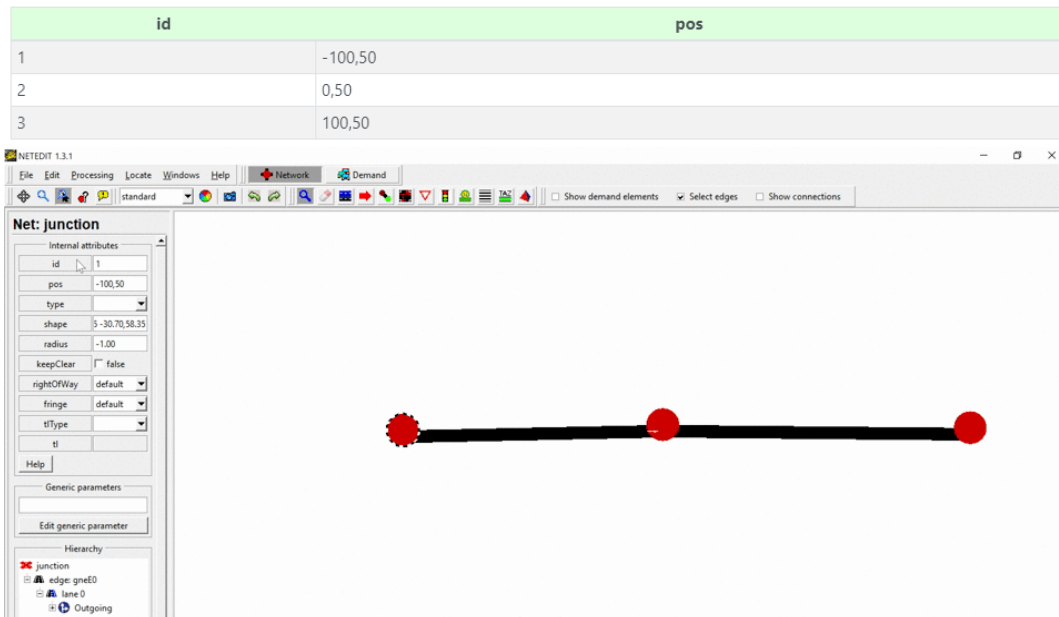 id pos
1 -100,50
2 0,50
3 100,50
NETEDIT 1.3.1
File Edit Processing Locate Windows Help Network Demand
standard TAZ Show demand elements Select edges Show connections
Net: junction
Internal attributes
id 1
pos -100,50
type
shape 5 -30.70,58.35
radius -1.00
keepClear false
rightOfWay default
fringe default
tlType
tl
Help
Generic parameters
Edit generic parameter
Hierarchy
junction
edge: gneE0
lane 0
Outgoing